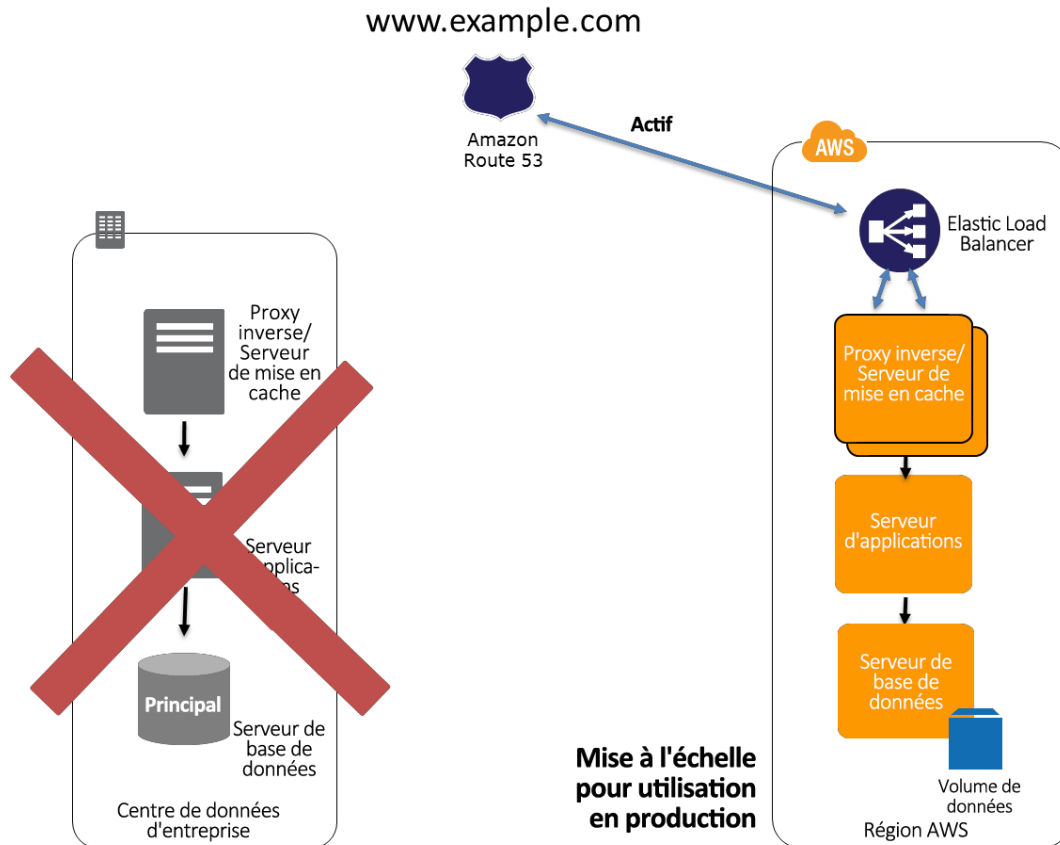 www.example.com
Amazon
Route 53
Actif
AWS
Elastic Load
Balancer
Proxy
inverse/
Serveur
de mise en
cache
Serveur
applica-
Principal
Serveur de
base de
données
Centre de données
d'entreprise
Proxy inverse/
Serveur de
mise en cache
Serveur
d'applications
Serveur de
base de
données
Volume de
données
Région AWS
Mise à l'échelle
pour utilisation
en production